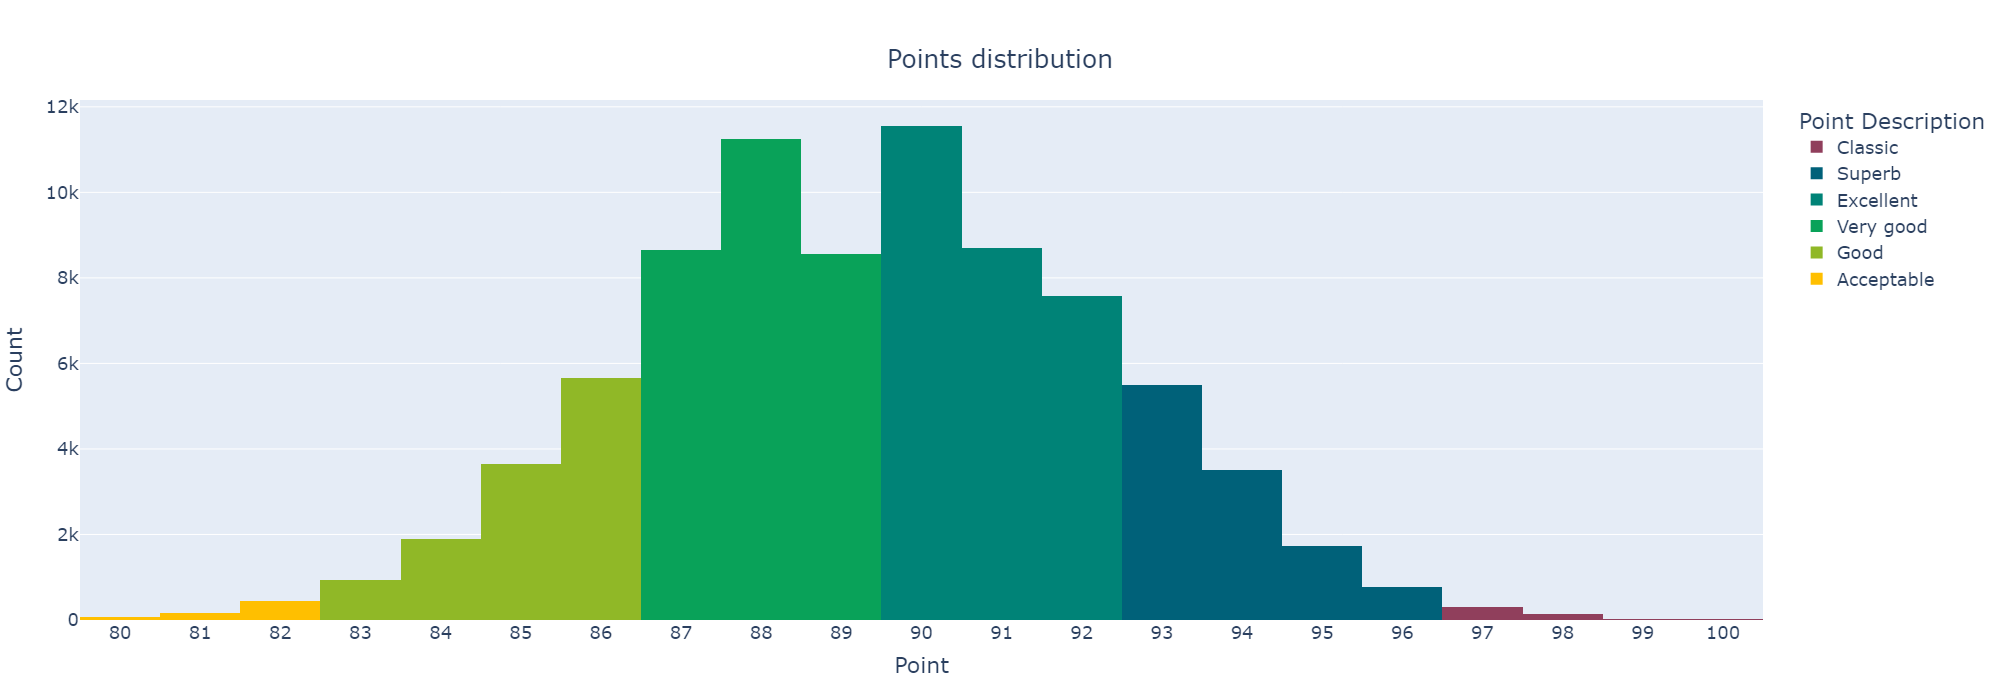 Points distribution
12k
10k
8k
6k
4k
2k
0
Count
80 81 82 83 84 85 86 87 88 89 90 91 92 93 94 95 96 97 98 99 100
Point
Point Description
Classic
Superb
Excellent
Very good
Good
Acceptable